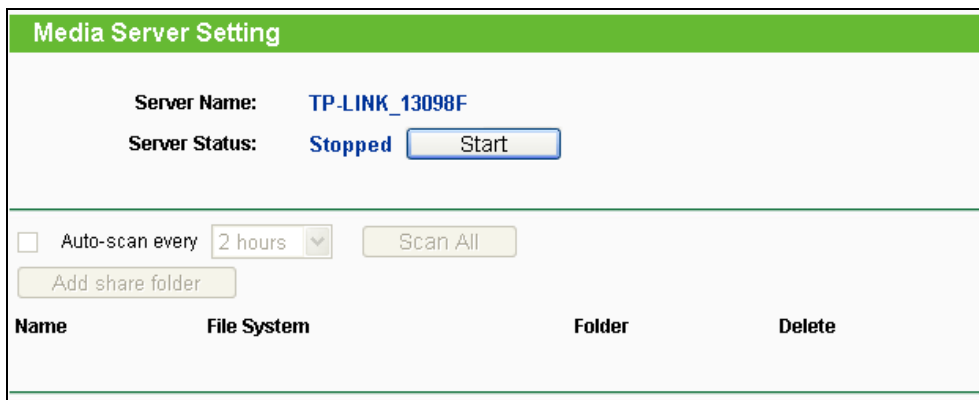 Media Server Setting
Server Name: TP-LINK_13098F
Server Status: Stopped Start
Auto-scan every 2 hours Scan All
Add share folder
Name File System Folder Delete